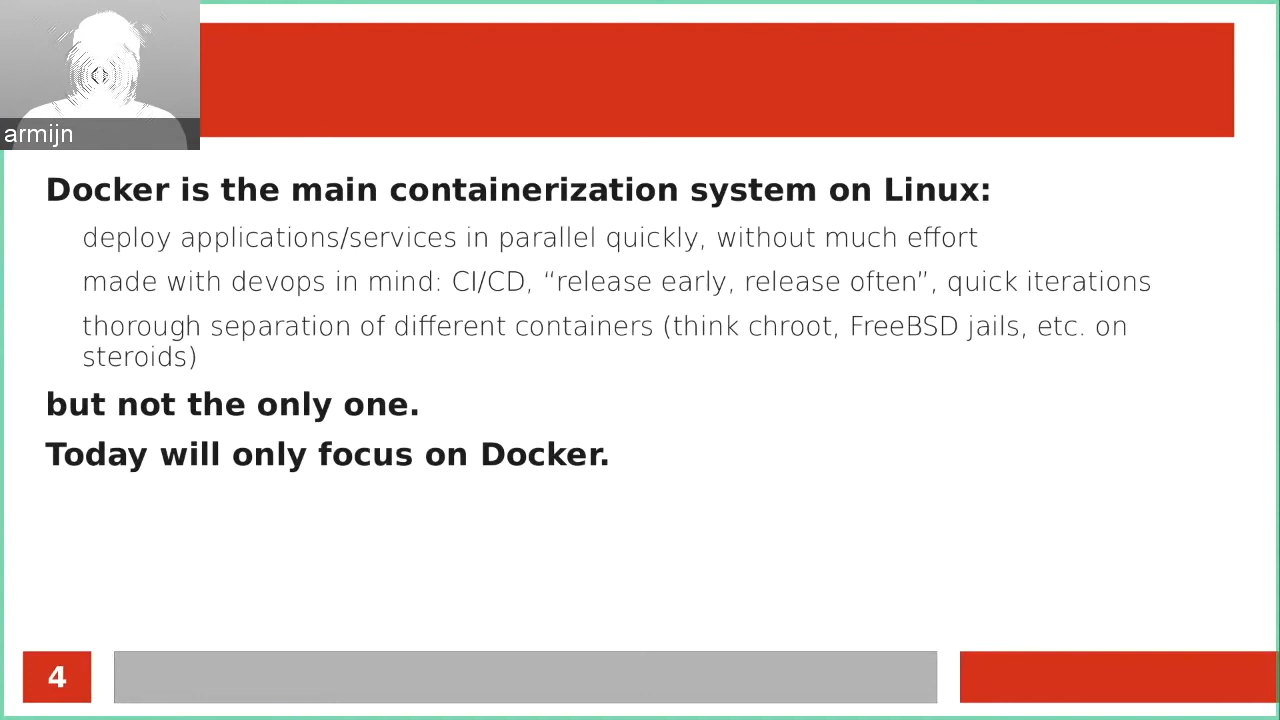 armijn
Docker is the main containerization system on Linux:
deploy applications/services in parallel quickly, without much effort
made with devops in mind: CI/CD, “release early, release often”, quick iterations
thorough separation of different containers (think chroot, FreeBSD jails, etc. on
steroids)
but not the only one.
Today will only focus on Docker.
4